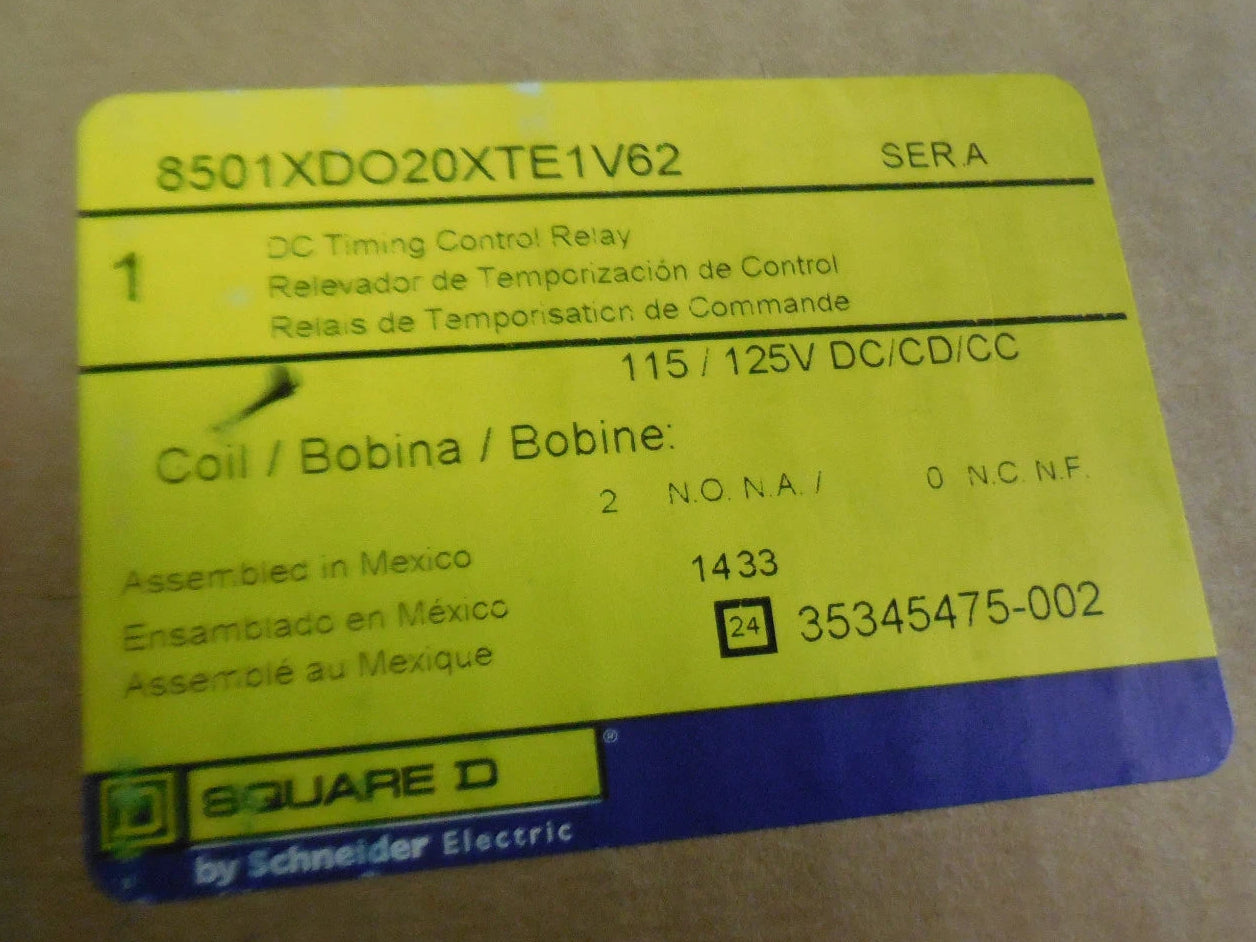 8501XDO20XTE1V62 SER.A
1
DC Timing Control Relay
Relevador de Temporización de Control
Relais de Temporisation de Commande
115 / 125V DC/CD/CC
Coil / Bobina / Bobine:
2 N.O. N.A. / 0 N.C. N.F.
Assembled in Mexico 1433
Ensamblado en México 24 35345475-002
Assemblé au Mexique
SQUARE D ®
by Schneider Electric